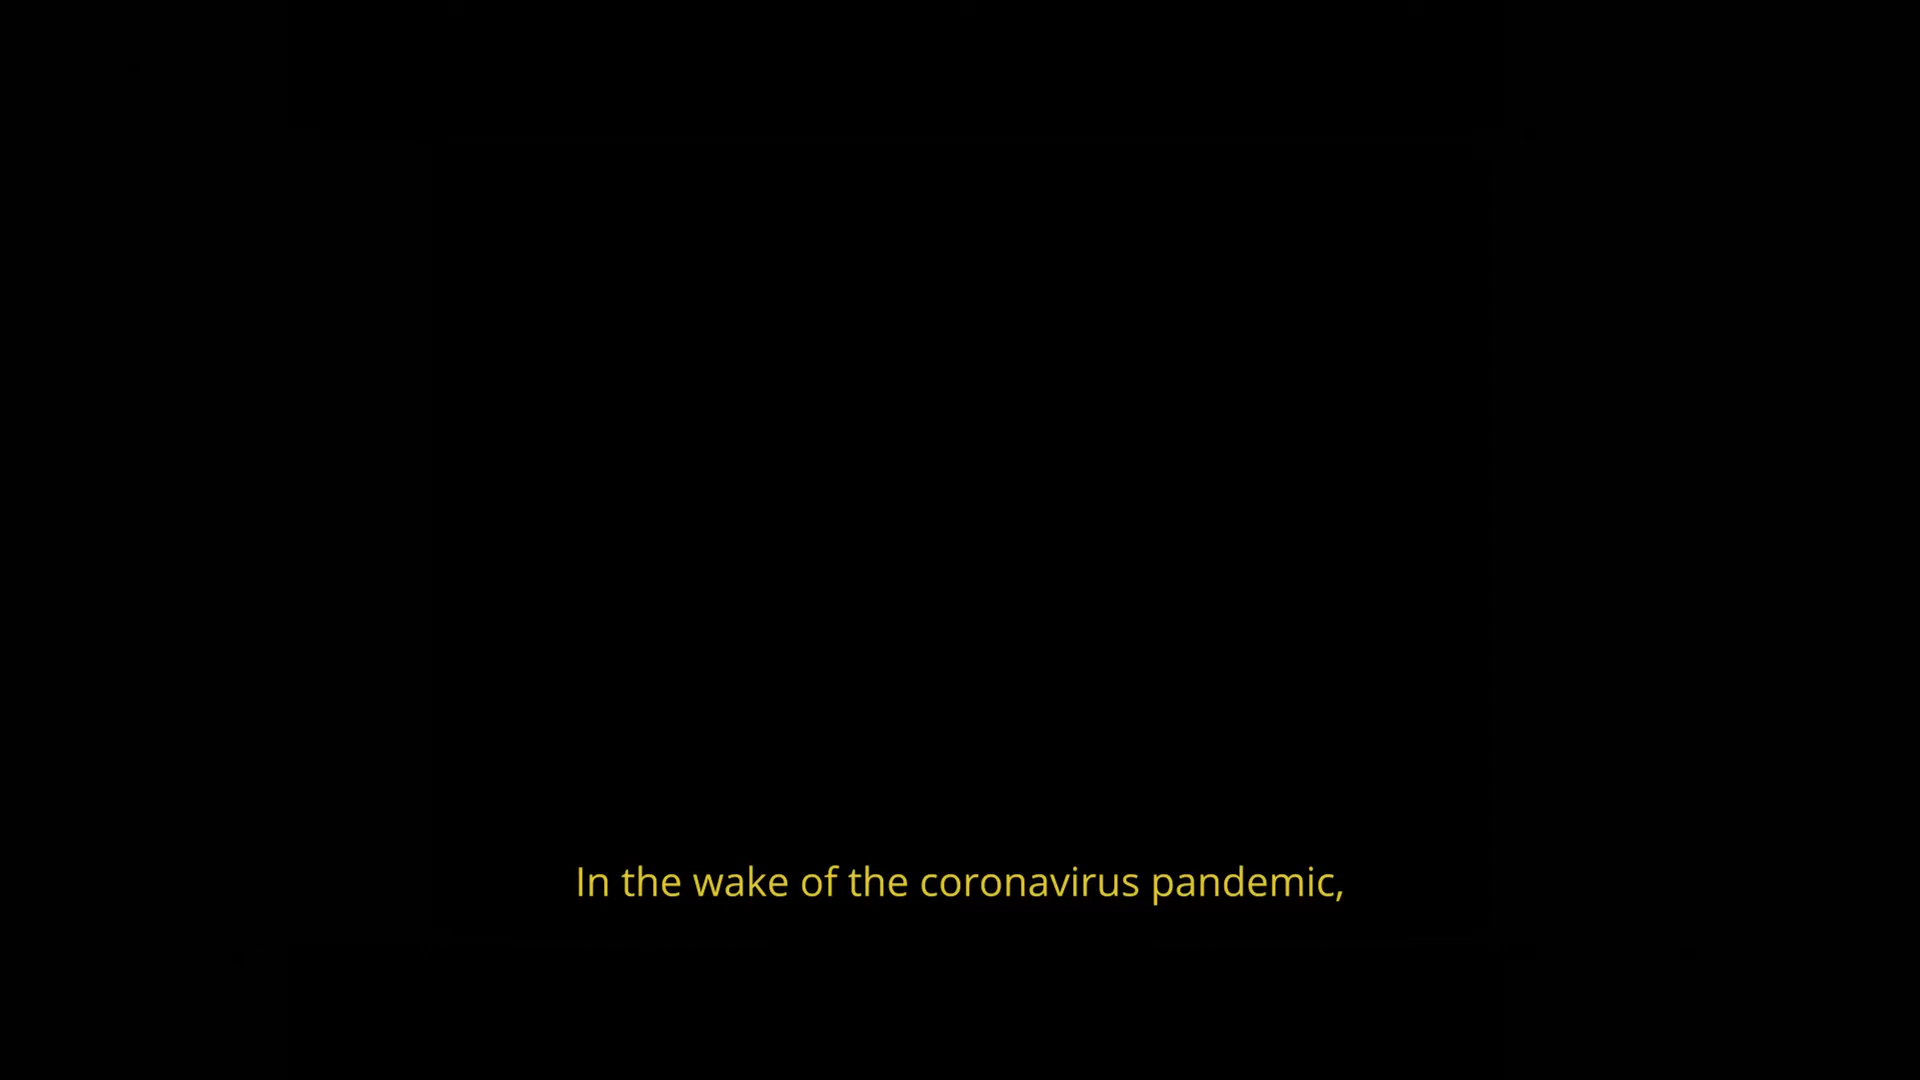 In the wake of the coronavirus pandemic,